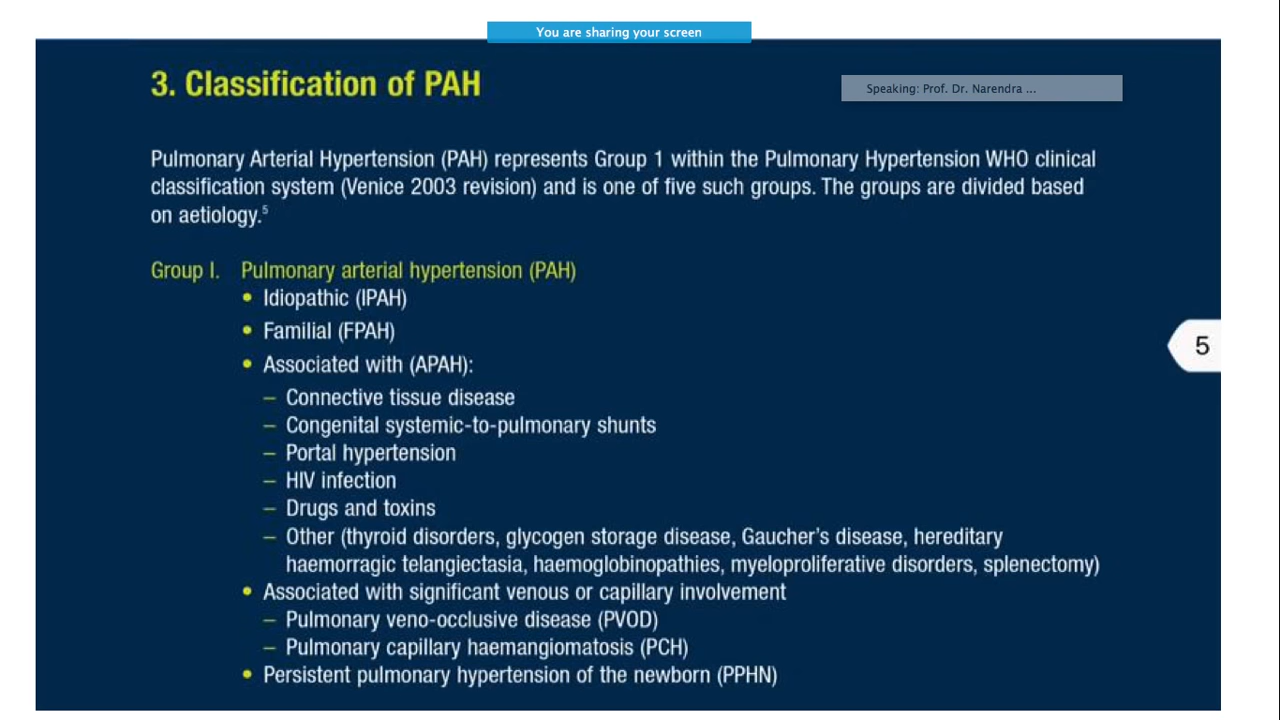 You are sharing your screen
3. Classification of PAH
Speaking: Prof. Dr. Narendra ...
Pulmonary Arterial Hypertension (PAH) represents Group 1 within the Pulmonary Hypertension WHO clinical
classification system (Venice 2003 revision) and is one of five such groups. The groups are divided based
on aetiology.5
Group I. Pulmonary arterial hypertension (PAH)
• Idiopathic (IPAH)
• Familial (FPAH)
• Associated with (APAH):
– Connective tissue disease
– Congenital systemic-to-pulmonary shunts
– Portal hypertension
– HIV infection
– Drugs and toxins
– Other (thyroid disorders, glycogen storage disease, Gaucher's disease, hereditary
haemorragic telangiectasia, haemoglobinopathies, myeloproliferative disorders, splenectomy)
• Associated with significant venous or capillary involvement
– Pulmonary veno-occlusive disease (PVOD)
– Pulmonary capillary haemangiomatosis (PCH)
• Persistent pulmonary hypertension of the newborn (PPHN)
5